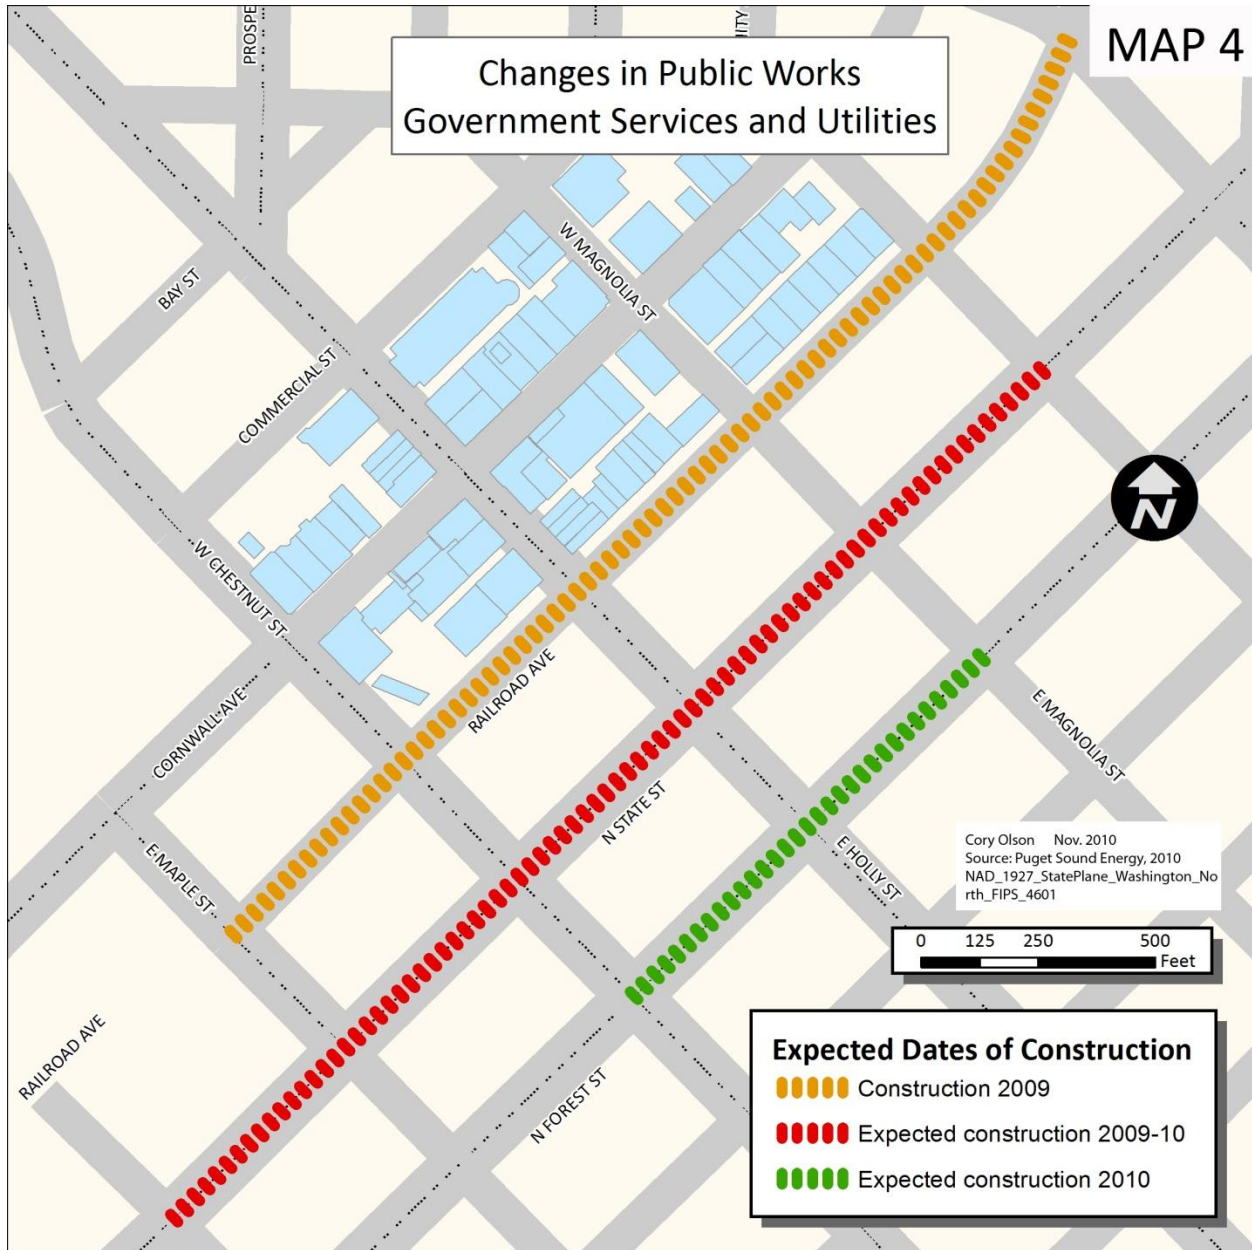 PROSPE
ITY
MAP 4
Changes in Public Works
Government Services and Utilities
W MAGNOLIA ST
BAY ST
COMMERCIAL ST
N
W CHESTNUT ST
RAILROAD AVE
CORNWALL AVE
E MAGNOLIA ST
N STATE ST
E HOLLY ST
E MAPLE ST
Cory Olson Nov. 2010
Source: Puget Sound Energy, 2010
NAD_1927_StatePlane_Washington_No
rth_FIPS_4601
0 125 250 500
Feet
RAILROAD AVE
N FOREST ST
Expected Dates of Construction
Construction 2009
Expected construction 2009-10
Expected construction 2010